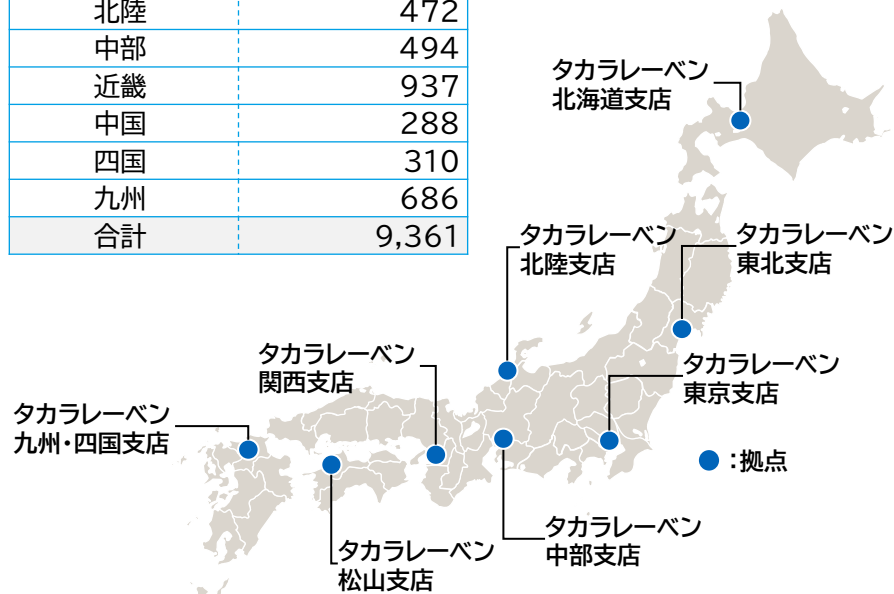 北陸 472
中部 494
近畿 937
中国 288
四国 310
九州 686
合計 9,361
タカラレーベン
北海道支店
タカラレーベン
北陸支店
タカラレーベン
東北支店
タカラレーベン
関西支店
タカラレーベン
東京支店
タカラレーベン
九州・四国支店
:拠点
タカラレーベン
中部支店
タカラレーベン
松山支店